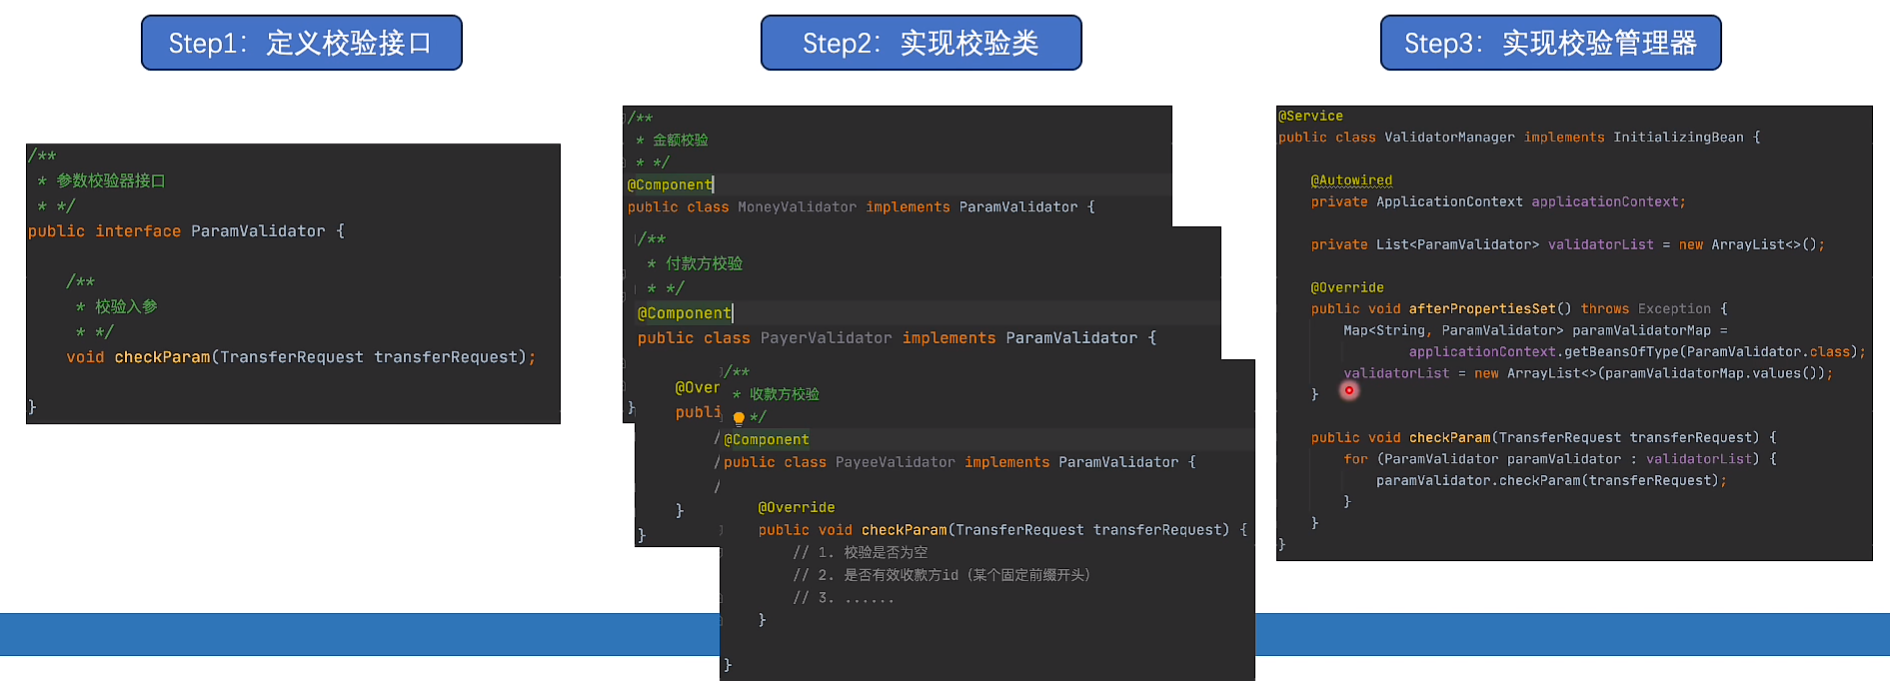 Step1：定义校验接口
/**
* 参数校验器接口
* */
public interface ParamValidator {
/**
* 校验入参
* */
void checkParam(TransferRequest transferRequest);
}
Step2：实现校验类
/**
* 金额校验
* */
@Component
public class MoneyValidator implements ParamValidator {
}
/**
* 付款方校验
* */
@Component
public class PayerValidator implements ParamValidator {
@Over
publi
/
/
/
}
}
/**
* 收款方校验
* */
@Component
public class PayeeValidator implements ParamValidator {
@Override
public void checkParam(TransferRequest transferRequest) {
// 1. 校验是否为空
// 2. 是否有效收款方id（某个固定前缀开头）
// 3. ......
}
}
Step3：实现校验管理器
@Service
public class ValidatorManager implements InitializingBean {
@Autowired
private ApplicationContext applicationContext;
private List<ParamValidator> validatorList = new ArrayList<>();
@Override
public void afterPropertiesSet() throws Exception {
Map<String, ParamValidator> paramValidatorMap =
applicationContext.getBeansOfType(ParamValidator.class);
validatorList = new ArrayList<>(paramValidatorMap.values());
}
public void checkParam(TransferRequest transferRequest) {
for (ParamValidator paramValidator : validatorList) {
paramValidator.checkParam(transferRequest);
}
}
}